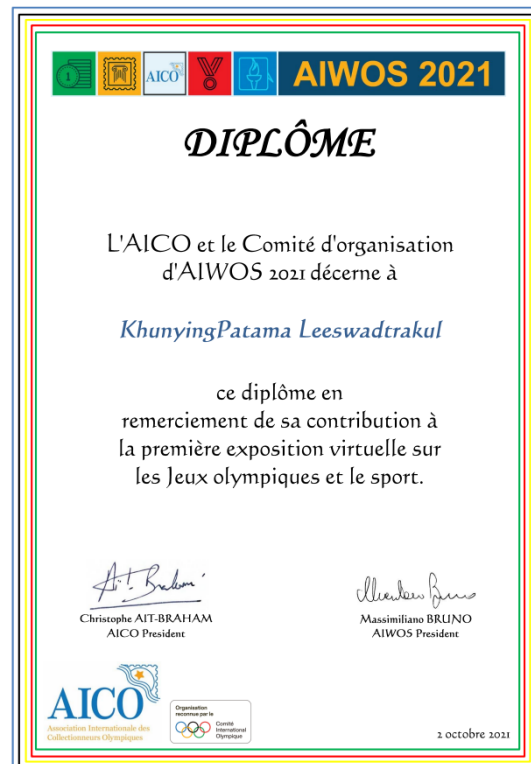 1
AICO
AIWOS 2021
DIPLÔME
L'AICO et le Comité d'organisation
d'AIWOS 2021 décerne à
KhunyingPatama Leeswadtrakul
ce diplôme en
remerciement de sa contribution à
la première exposition virtuelle sur
les Jeux olympiques et le sport.
Christophe AIT-BRAHAM
AICO President
Massimiliano BRUNO
AIWOS President
AICO
Association Internationale des
Collectionneurs Olympiques
Organisation
reconnue par le
Comité
International
Olympique
2 octobre 2021